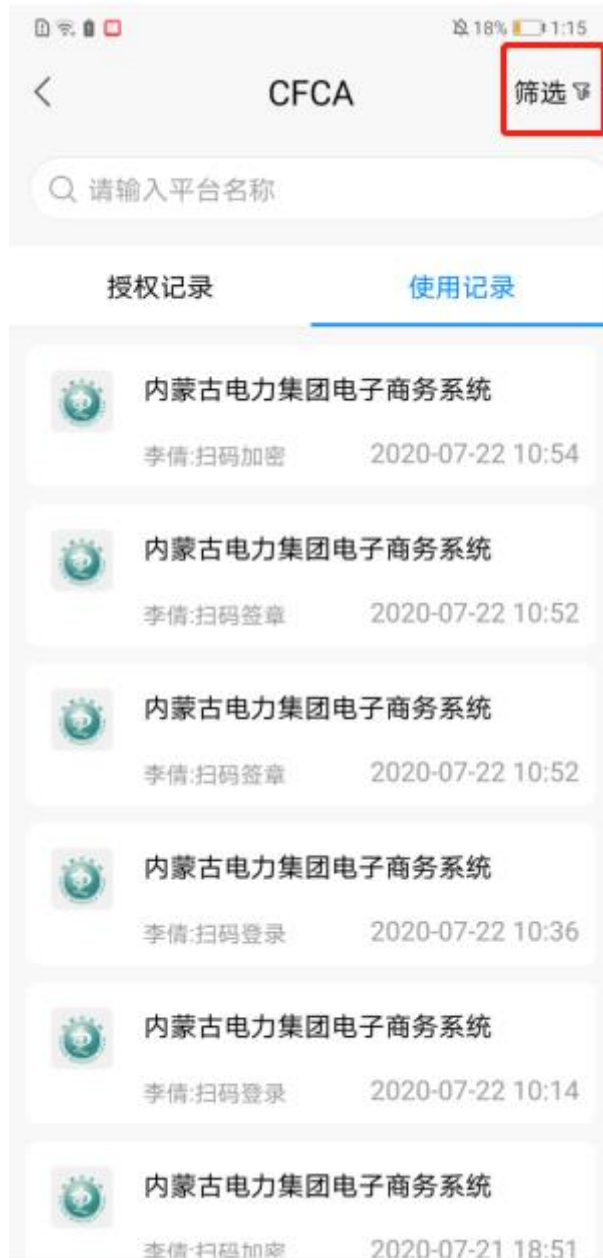 18% 1:15
CFCA
筛选
请输入平台名称
授权记录 使用记录
内蒙古电力集团电子商务系统
李倩:扫码加密 2020-07-22 10:54
内蒙古电力集团电子商务系统
李倩:扫码签章 2020-07-22 10:52
内蒙古电力集团电子商务系统
李倩:扫码签章 2020-07-22 10:52
内蒙古电力集团电子商务系统
李倩:扫码登录 2020-07-22 10:36
内蒙古电力集团电子商务系统
李倩:扫码登录 2020-07-22 10:14
内蒙古电力集团电子商务系统
李倩:扫码加密 2020-07-21 18:51